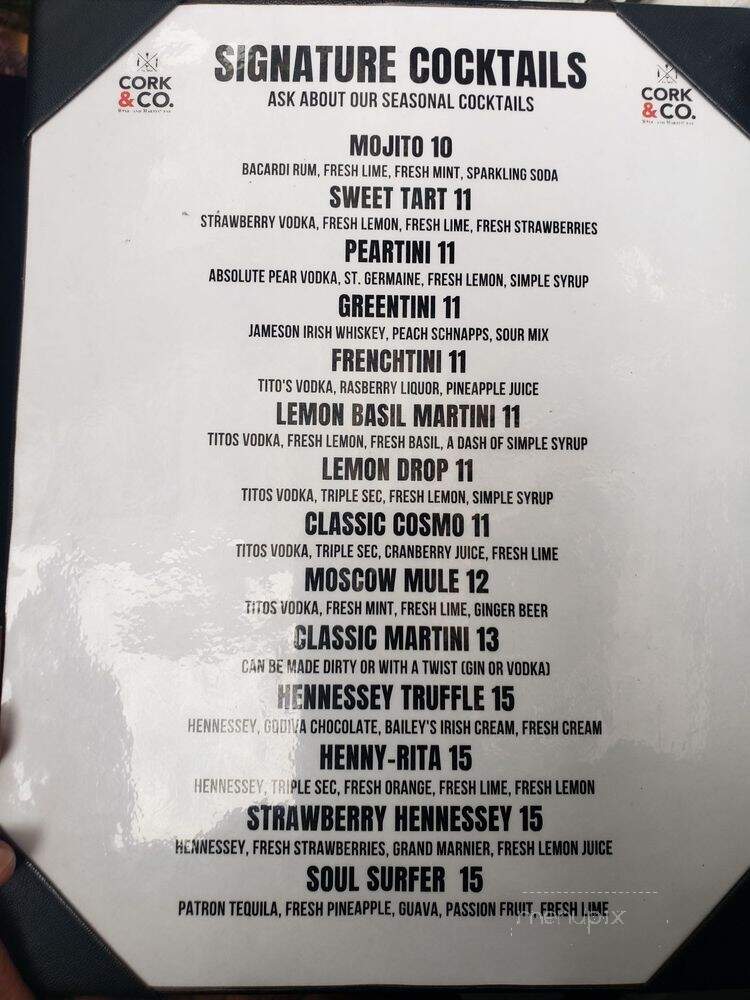 SIGNATURE COCKTAILS
CORK
&CO.
CORK
&CO.
ASK ABOUT OUR SEASONAL COCKTAILS
MOJITO 10
BACARDI RUM, FRESH LIME, FRESH MINT, SPARKLING SODA
SWEET TART 11
STRAWBERRY VODKA, FRESH LEMON, FRESH LIME, FRESH STRAWBERRIES
PEARTINI 11
ABSOLUTE PEAR VODKA, ST. GERMAINE, FRESH LEMON, SIMPLE SYRUP
GREENTINI 11
JAMESON IRISH WHISKEY, PEACH SCHNAPPS, SOUR MIX
FRENCHTINI 11
TITO'S VODKA, RASBERRY LIQUOR, PINEAPPLE JUICE
LEMON BASIL MARTINI 11
TITOS VODKA, FRESH LEMON, FRESH BASIL, A DASH OF SIMPLE SYRUP
LEMON DROP 11
TITOS VODKA, TRIPLE SEC, FRESH LEMON, SIMPLE SYRUP
CLASSIC COSMO 11
TITOS VODKA, TRIPLE SEC, CRANBERRY JUICE, FRESH LIME
MOSCOW MULE 12
TITOS VODKA, FRESH MINT, FRESH LIME, GINGER BEER
CLASSIC MARTINI 13
CAN BE MADE DIRTY OR WITH A TWIST (GIN OR VODKA)
HENNESSEY TRUFFLE 15
HENNESSEY, GODIVA CHOCOLATE, BAILEY'S IRISH CREAM, FRESH CREAM
HENNY-RITA 15
HENNESSEY, TRIPLE SEC, FRESH ORANGE, FRESH LIME, FRESH LEMON
STRAWBERRY HENNESSEY 15
HENNESSEY, FRESH STRAWBERRIES, GRAND MARNIER, FRESH LEMON JUICE
SOUL SURFER 15
PATRON TEQUILA, FRESH PINEAPPLE, GUAVA, PASSION FRUIT, FRESH LIME
menupix